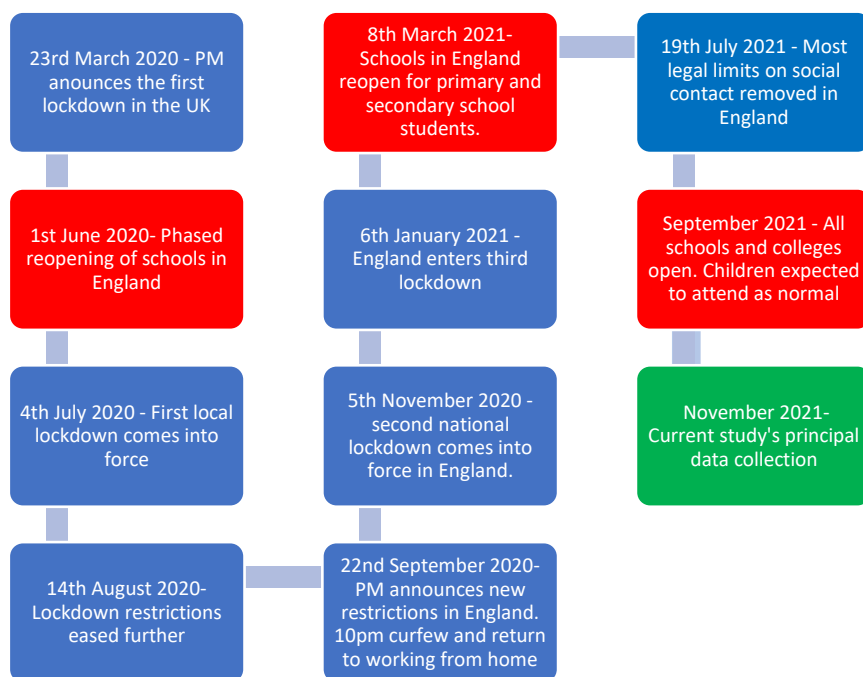 23rd March 2020 - PM
anounces the first
lockdown in the UK
1st June 2020- Phased
reopening of schools in
England
4th July 2020 - First local
lockdown comes into
force
14th August 2020-
Lockdown restrictions
eased further
22nd September 2020-
PM announces new
restrictions in England.
10pm curfew and return
to working from home
5th November 2020 -
second national
lockdown comes into
force in England.
6th January 2021 -
England enters third
lockdown
8th March 2021-
Schools in England
reopen for primary and
secondary school
students.
19th July 2021 - Most
legal limits on social
contact removed in
England
September 2021 - All
schools and colleges
open. Children expected
to attend as normal
November 2021-
Current study's principal
data collection